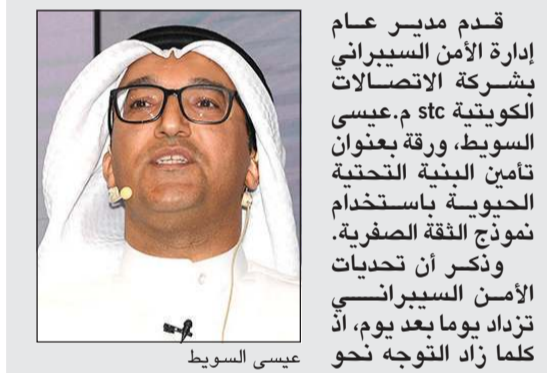 قدم مدير عام
إدارة الأمن السيبراني
بشركة الاتصالات
الكويتية stc م.عيسى
السويط، ورقة بعنوان
تأمين البنية التحتية
الحيوية باستخدام
نموذج الثقة الصفرية.
وذكر أن تحديات
الأمن السيبراني
تزداد يوما بعد يوم، اذ
كلما زاد التوجه نحو
عيسى السويط